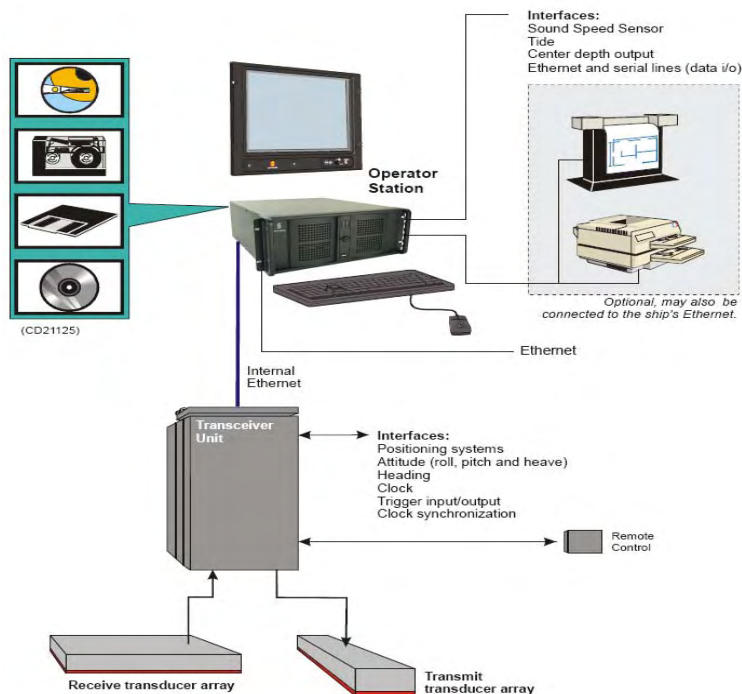 Interfaces:
Sound Speed Sensor
Tide
Center depth output
Ethernet and serial lines (data i/o)
Operator
Station
Optional, may also be
connected to the ship's Ethernet.
(CD21125)
Ethernet
Internal
Ethernet
Transceiver
Unit
Interfaces:
Positioning systems
Attitude (roll, pitch and heave)
Heading
Clock
Trigger input/output
Clock synchronization
Remote
Control
Receive transducer array
Transmit
transducer array